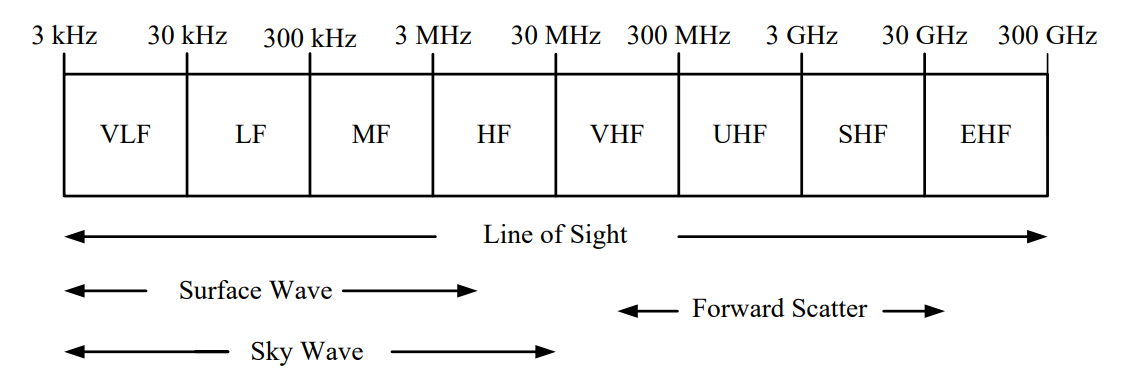 3 kHz 30 kHz 300 kHz 3 MHz 30 MHz 300 MHz 3 GHz 30 GHz 300 GHz
VLF LF MF HF VHF UHF SHF EHF
Line of Sight
Surface Wave
Forward Scatter
Sky Wave